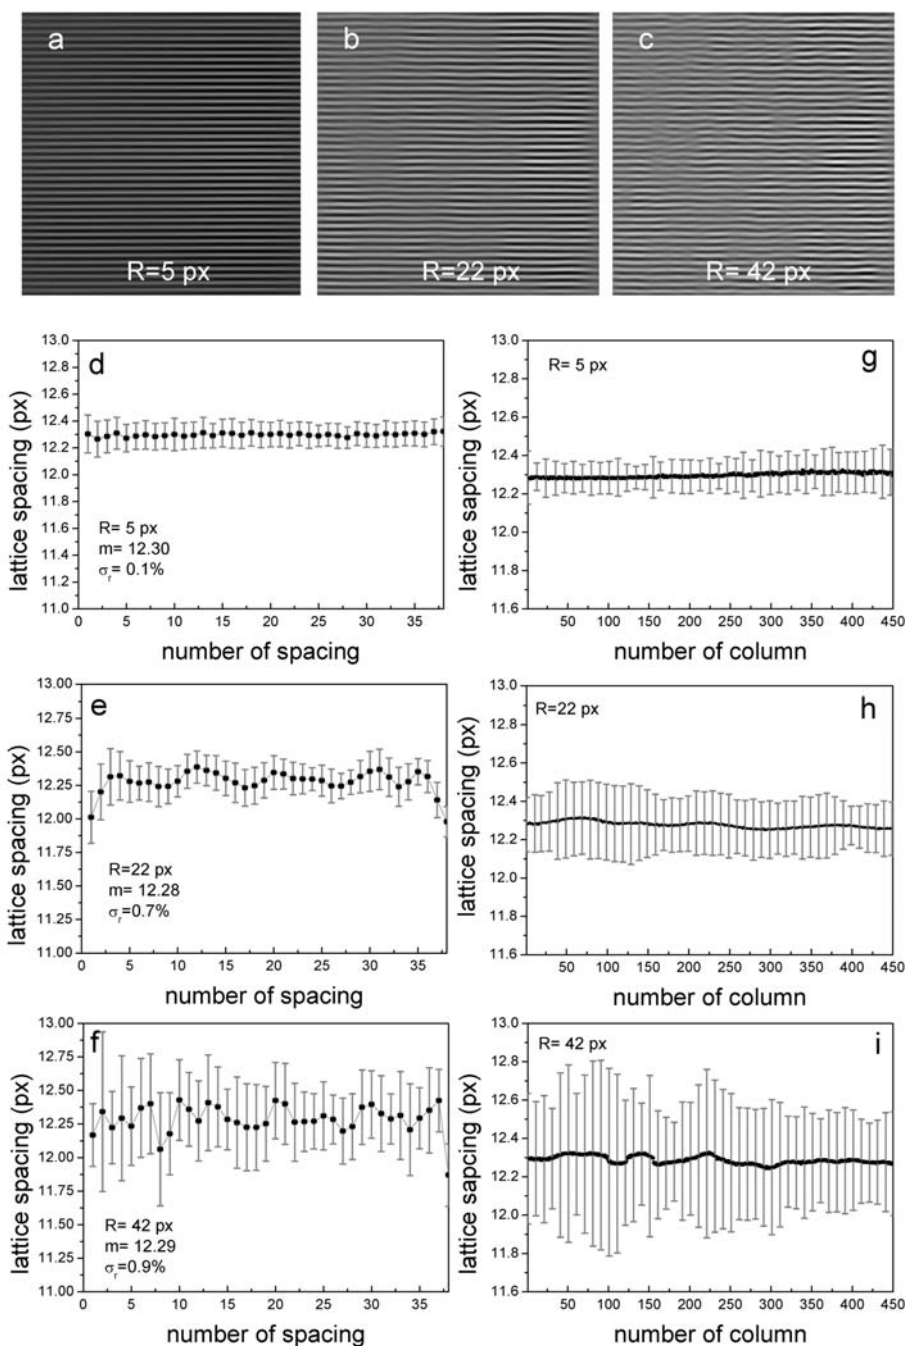 a
b
c
R=5 px
R=22 px
R= 42 px
d
13.0
12.8
12.6
12.4
12.2
12.0
11.8
11.6
11.4
11.2
11.0
lattice spacing (px)
R= 5 px
m= 12.30
σr= 0.1%
0 5 10 15 20 25 30 35
number of spacing
g
R= 5 px
13.0
12.8
12.6
12.4
12.2
12.0
11.8
11.6
lattice sapcing (px)
50 100 150 200 250 300 350 400 450
number of column
e
13.00
12.75
12.50
12.25
12.00
11.75
11.50
11.25
11.00
lattice spacing (px)
R=22 px
m= 12.28
σr=0.7%
0 5 10 15 20 25 30 35
number of spacing
h
R=22 px
13.0
12.8
12.6
12.4
12.2
12.0
11.8
11.6
lattice spacing (px)
50 100 150 200 250 300 350 400 450
number of column
f
13.00
12.75
12.50
12.25
12.00
11.75
11.50
11.25
11.00
lattice spacing (px)
R= 42 px
m= 12.29
σr=0.9%
0 5 10 15 20 25 30 35
number of spacing
i
R= 42 px
13.0
12.8
12.6
12.4
12.2
12.0
11.8
11.6
lattice sapcing (px)
50 100 150 200 250 300 350 400 450
number of column